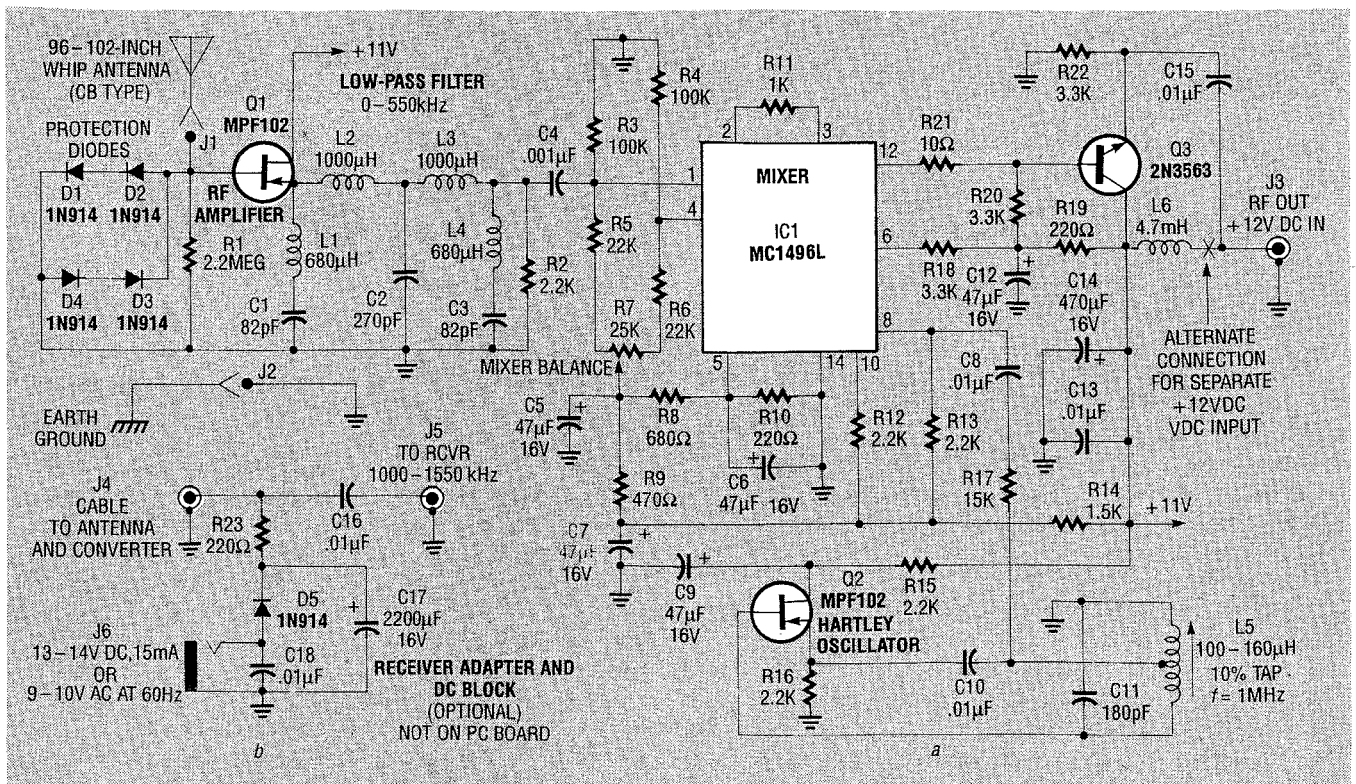 96–102-INCH
WHIP ANTENNA
(CB TYPE)
+11V
LOW-PASS FILTER
0–550kHz
Q1
MPF102
J1
PROTECTION
DIODES
D1
1N914
D2
1N914
RF
AMPLIFIER
D4
1N914
D3
1N914
R1
2.2MEG
L1
680µH
C1
82pF
L2
1000µH
L3
1000µH
L4
680µH
C2
270pF
C3
82pF
R2
2.2K
C4
.001µF
R3
100K
R4
100K
R5
22K
R6
22K
R7
25K
MIXER BALANCE
R11
1K
2
3
1
4
12
6
8
5
14
10
MIXER
IC1
MC1496L
R21
10Ω
R20
3.3K
R18
3.3K
R19
220Ω
R22
3.3K
C15
.01µF
Q3
2N3563
L6
4.7mH
J3
RF OUT
+12V DC IN
C12
47µF
16V
C14
470µF
16V
C13
.01µF
ALTERNATE
CONNECTION
FOR SEPARATE
+12VDC
VDC INPUT
C8
.01µF
R12
2.2K
R13
2.2K
R17
15K
R14
1.5K
+11V
C5
47µF
16V
R8
680Ω
R10
220Ω
C6
47µF
16V
R9
470Ω
C7
47µF
16V
C9
47µF
16V
R15
2.2K
Q2
MPF102
HARTLEY
OSCILLATOR
R16
2.2K
C10
.01µF
C11
180pF
L5
100–160µH
10% TAP
f = 1MHz
a
J2
EARTH
GROUND
J5
TO RCVR
1000–1550 kHz
J4
CABLE
TO ANTENNA
AND CONVERTER
R23
220Ω
C16
.01µF
D5
1N914
C17
2200µF
16V
J6
13–14V DC, 15mA
OR
9–10V AC AT 60Hz
C18
.01µF
RECEIVER ADAPTER AND
DC BLOCK
(OPTIONAL)
NOT ON PC BOARD
b